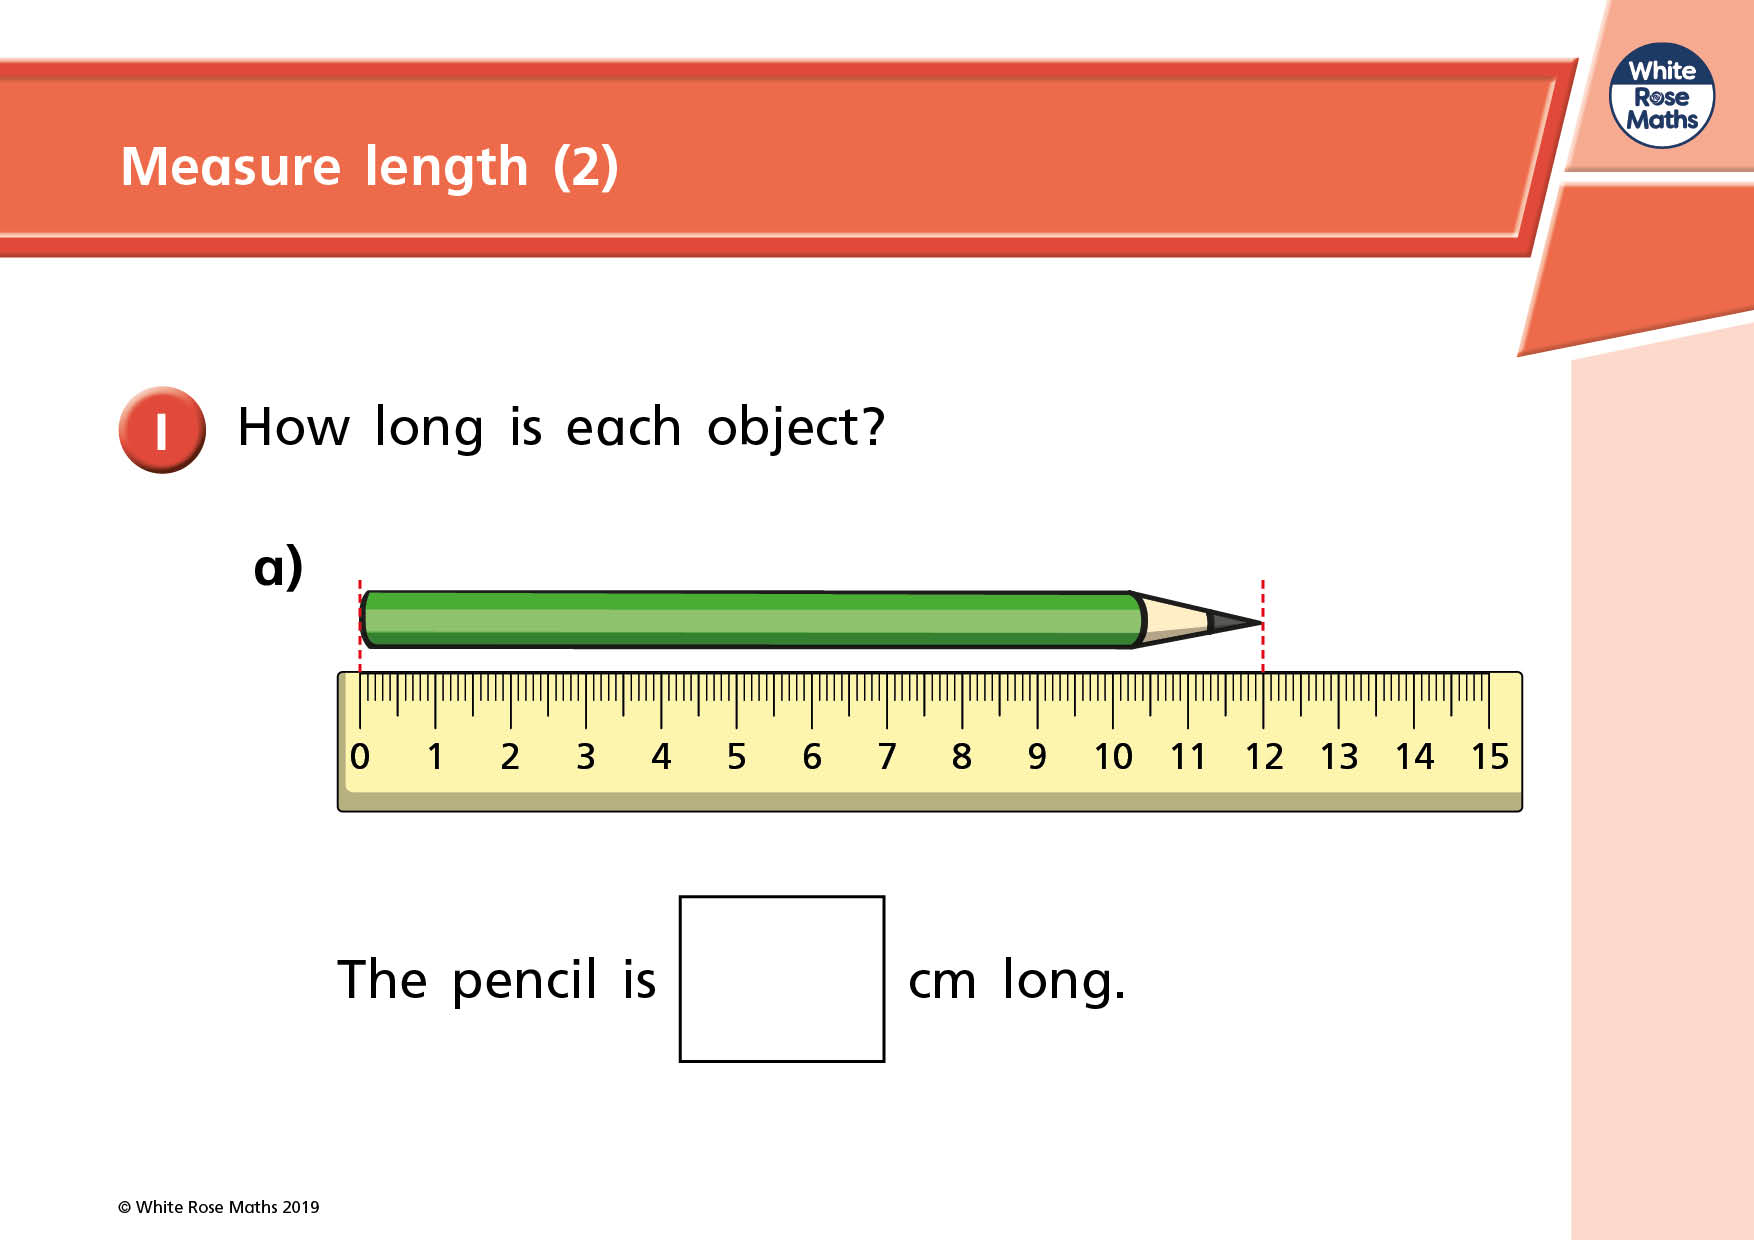 White
Rose
Maths
Measure length (2)
1 How long is each object?
a)
0 1 2 3 4 5 6 7 8 9 10 11 12 13 14 15
The pencil is cm long.
© White Rose Maths 2019